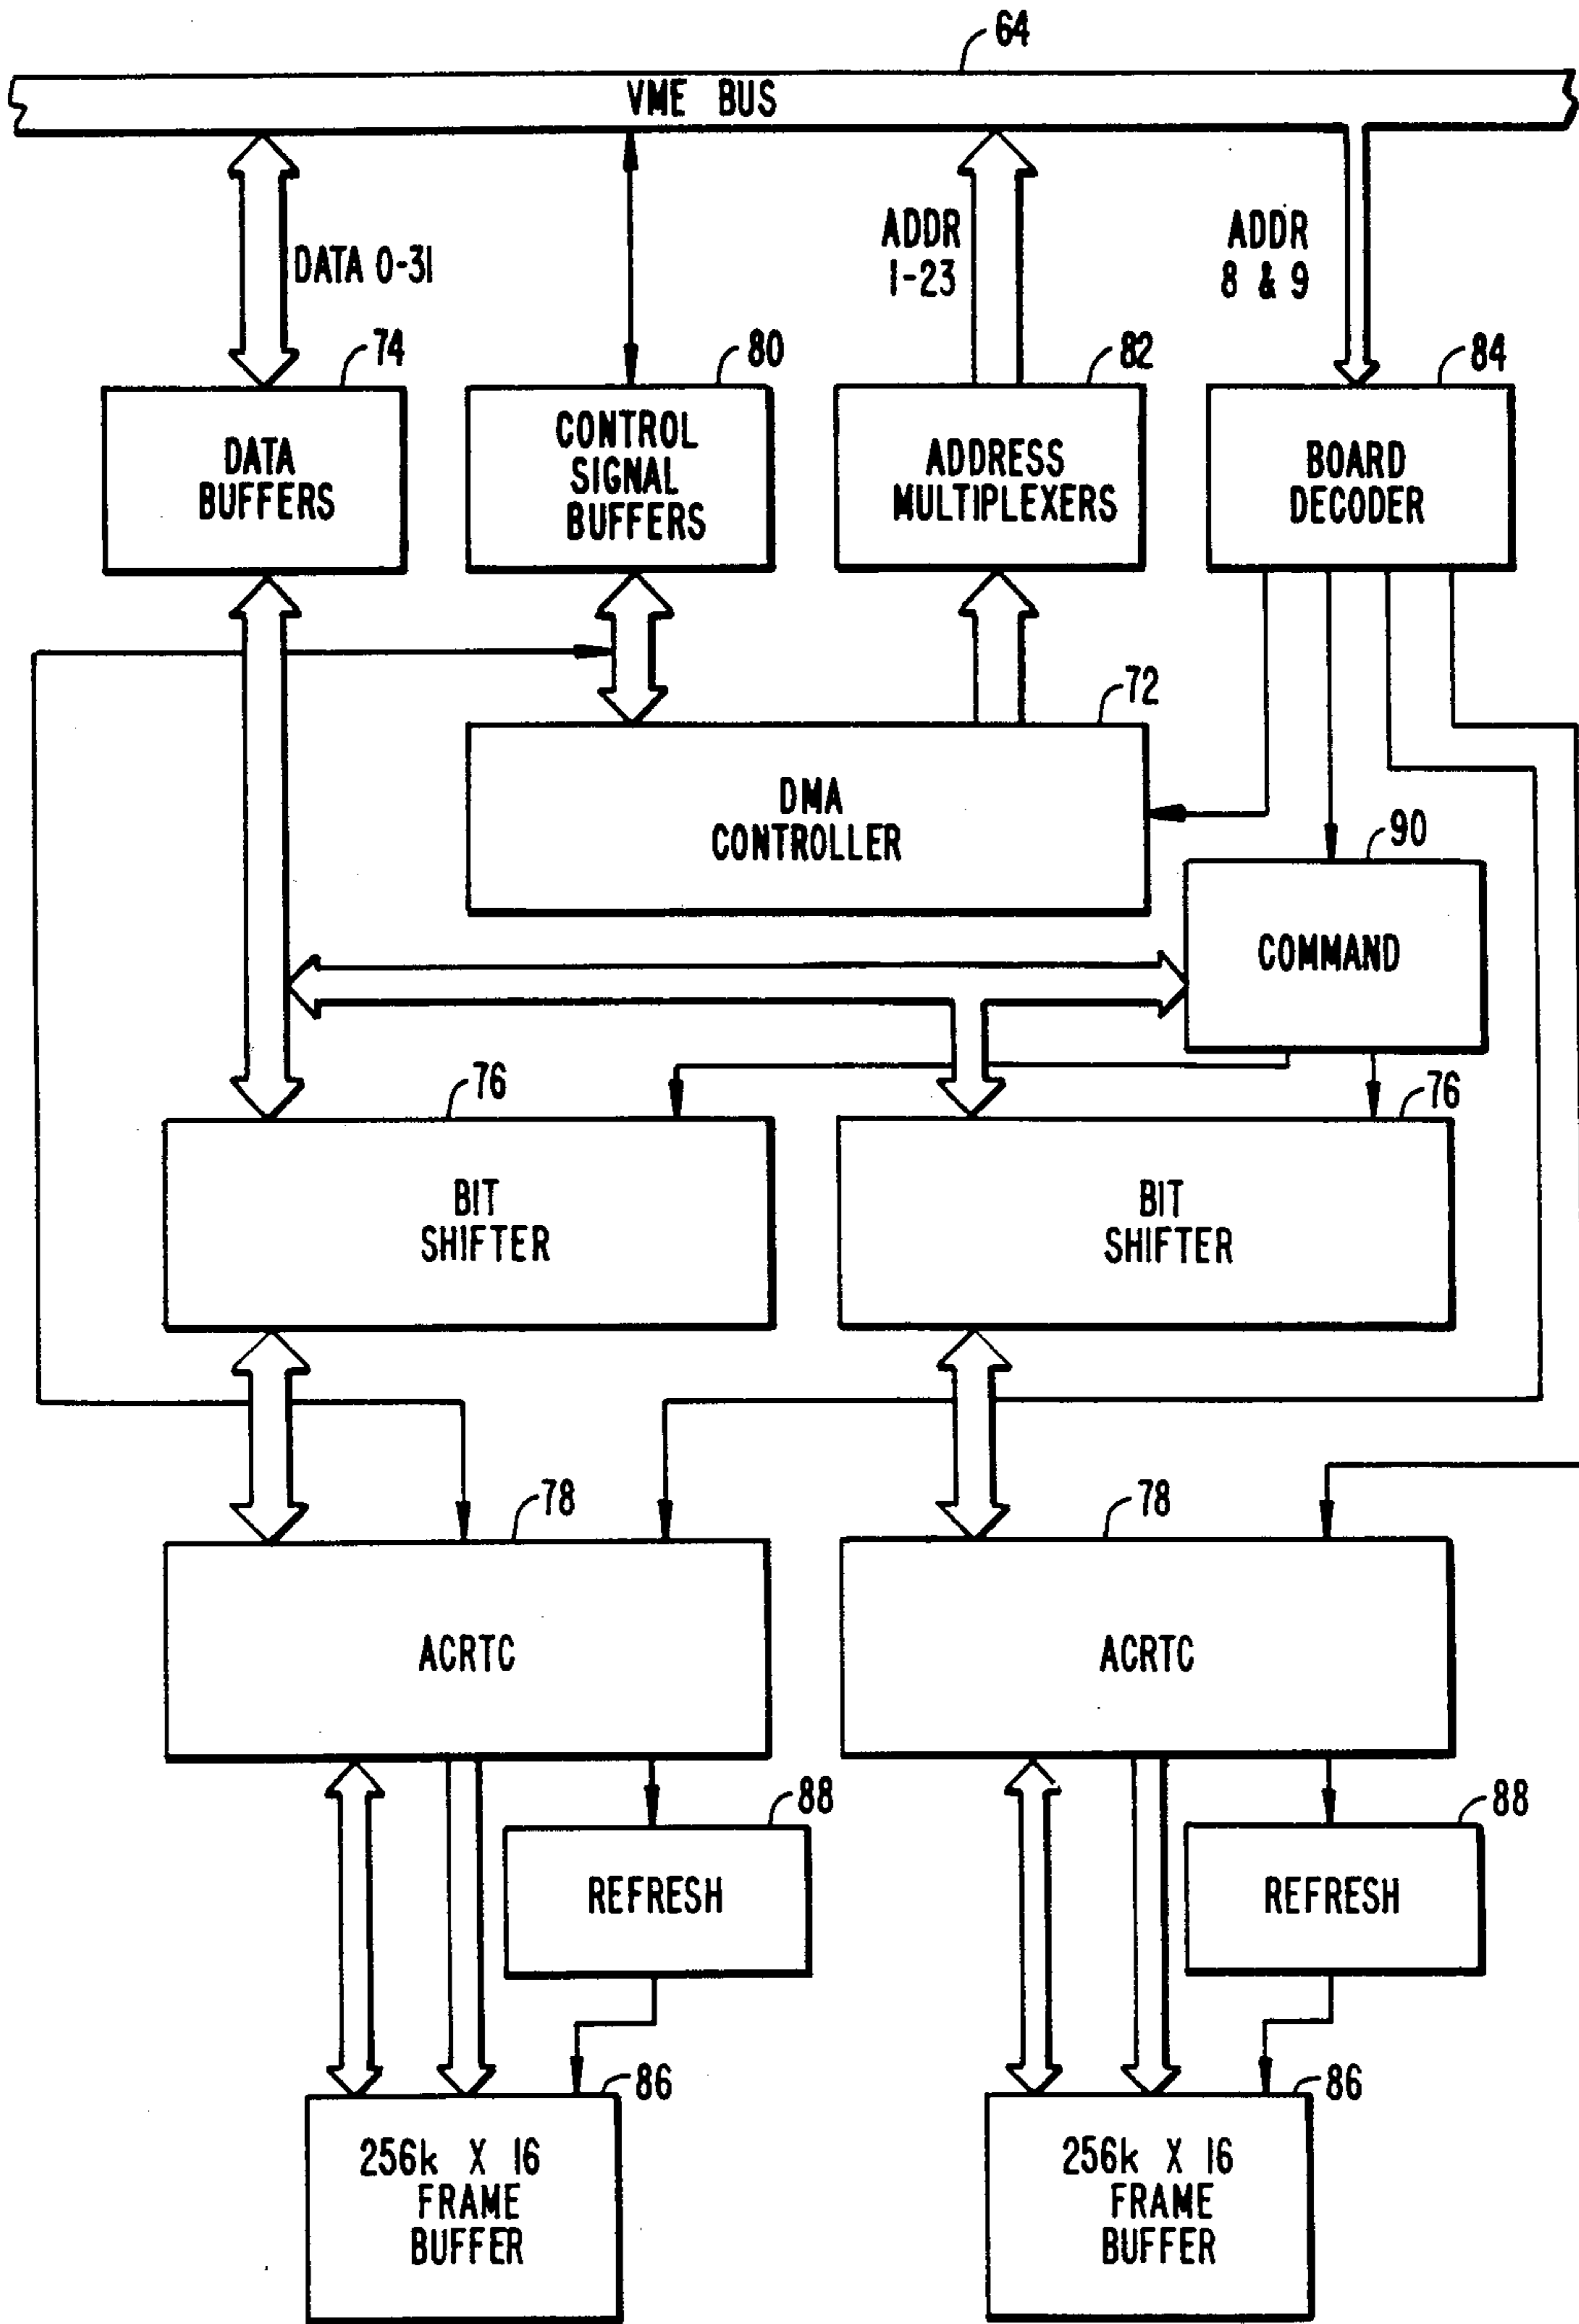 64
VME BUS
DATA 0-31
ADDR
1-23
ADDR
8 & 9
74
80
82
84
DATA
BUFFERS
CONTROL
SIGNAL
BUFFERS
ADDRESS
MULTIPLEXERS
BOARD
DECODER
72
DMA
CONTROLLER
90
COMMAND
76
76
BIT
SHIFTER
BIT
SHIFTER
78
78
ACRTC
ACRTC
88
88
REFRESH
REFRESH
86
86
256k X 16
FRAME
BUFFER
256k X 16
FRAME
BUFFER